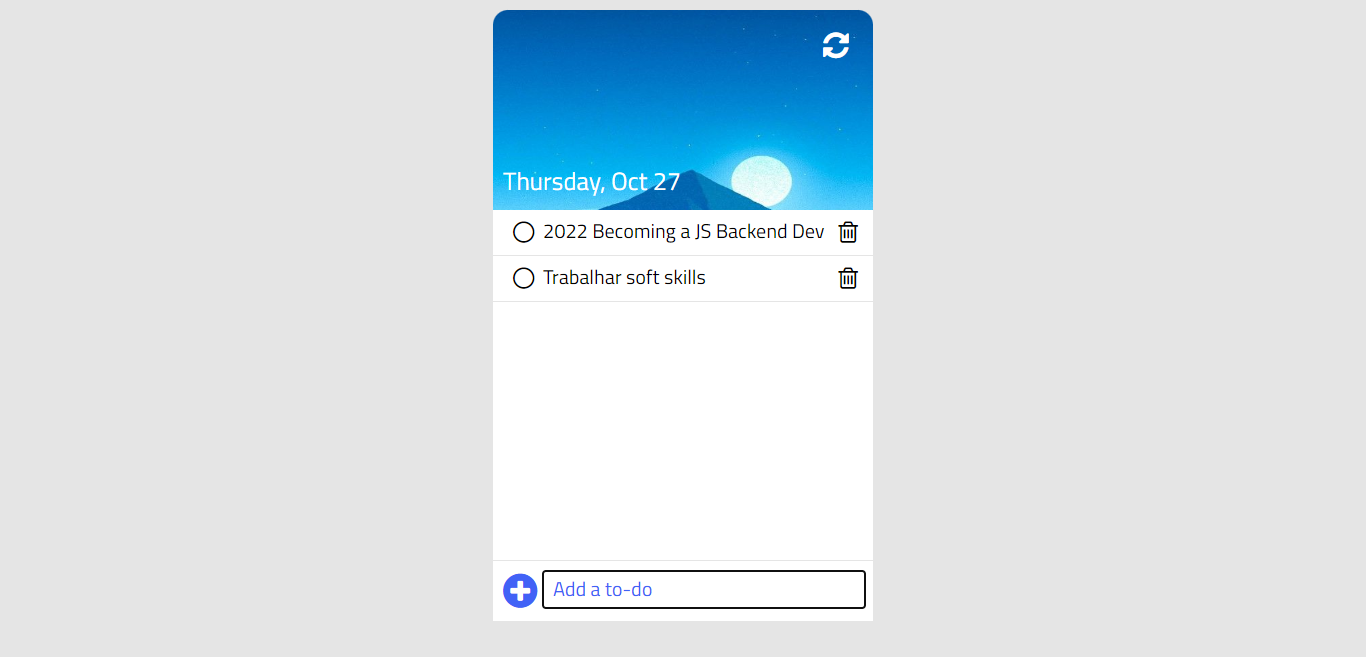 Thursday, Oct 27
2022 Becoming a JS Backend Dev
Trabalhar soft skills
Add a to-do